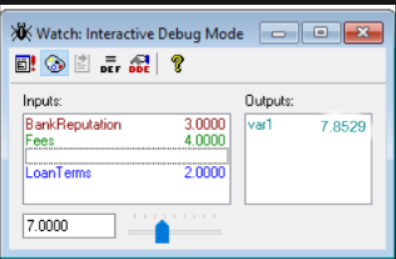 Watch: Interactive Debug Mode
DEF DDE ?
Inputs: Outputs:
BankReputation 3.0000 var1 7.8529
Fees 4.0000
LoanTerms 2.0000
7.0000